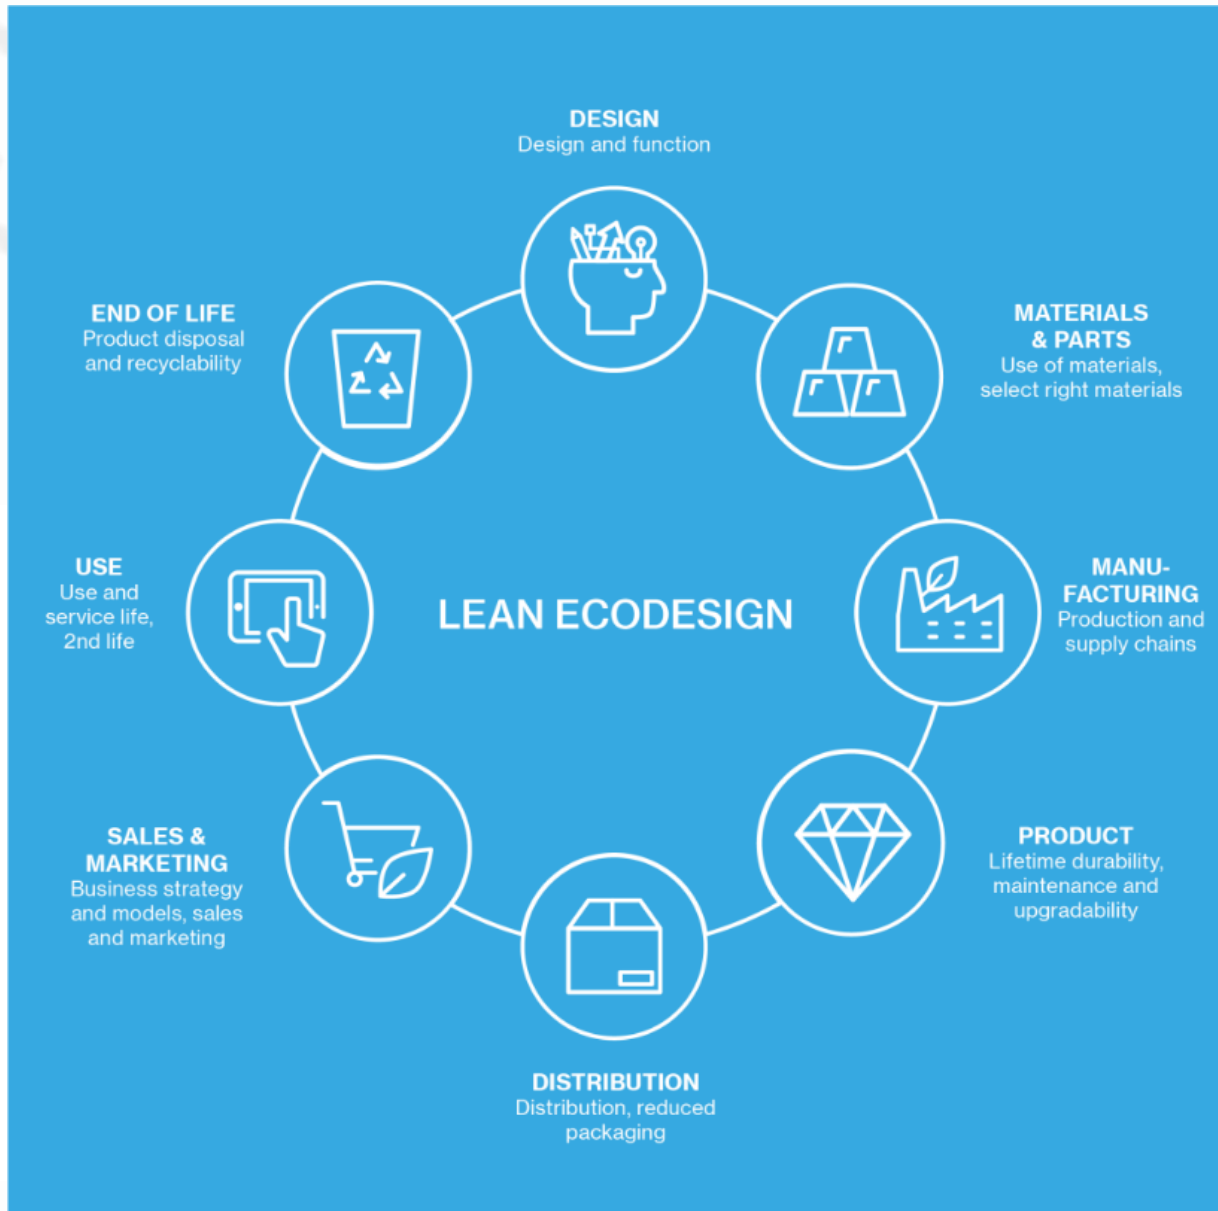 DESIGN
Design and function
MATERIALS
& PARTS
Use of materials,
select right materials
MANU-
FACTURING
Production and
supply chains
PRODUCT
Lifetime durability,
maintenance and
upgradability
DISTRIBUTION
Distribution, reduced
packaging
SALES &
MARKETING
Business strategy
and models, sales
and marketing
USE
Use and
service life,
2nd life
END OF LIFE
Product disposal
and recyclability
LEAN ECODESIGN